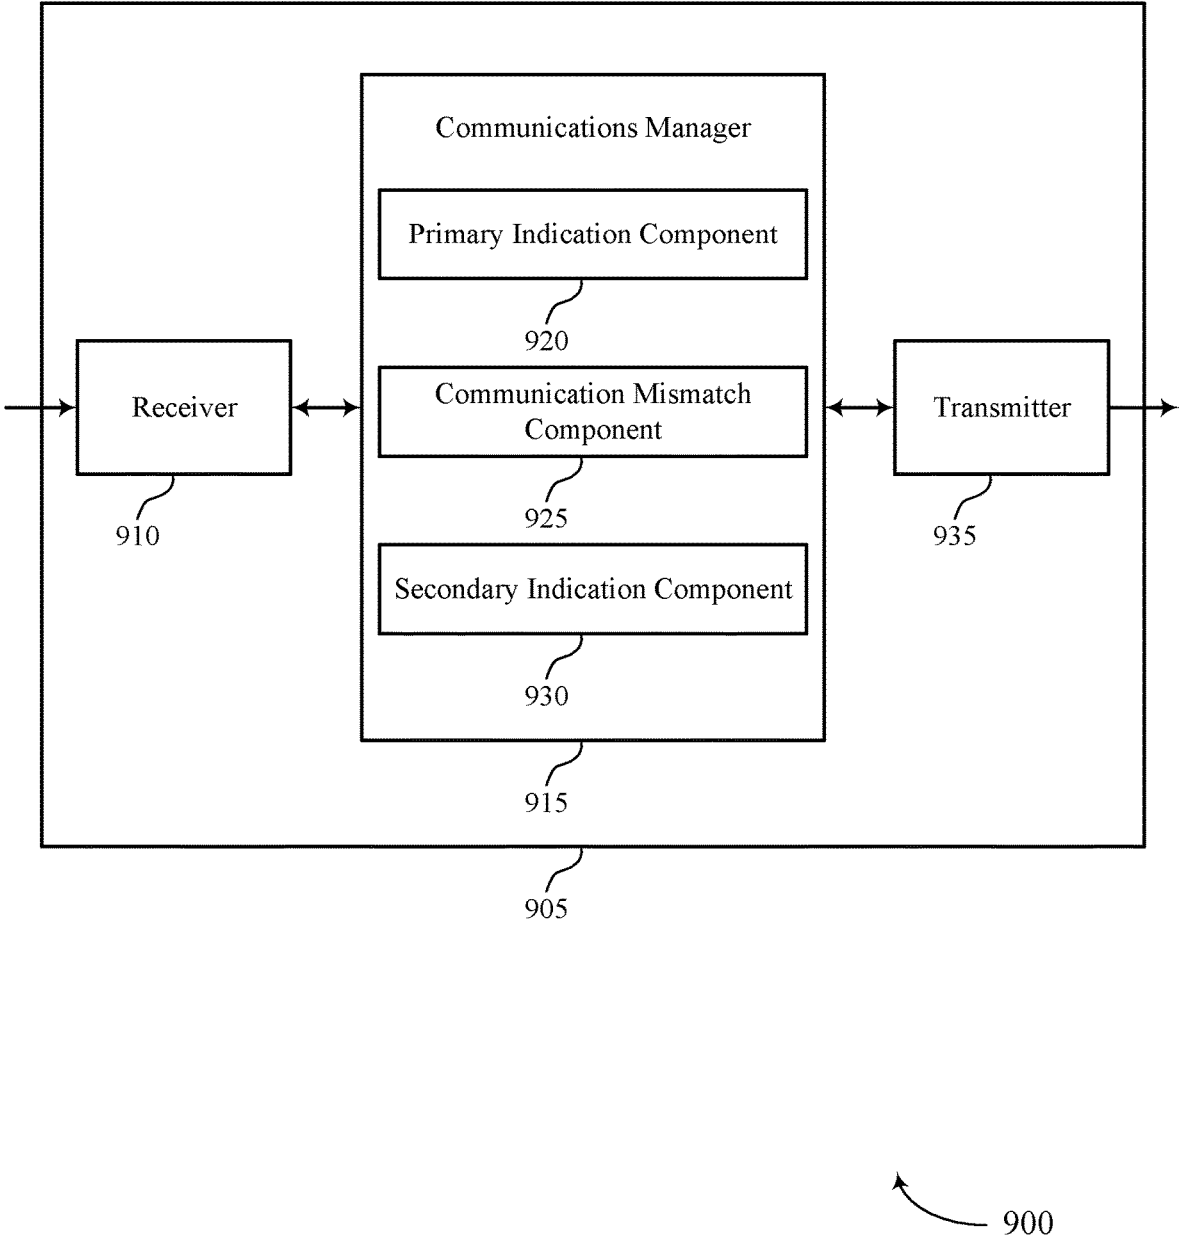 Communications Manager
Primary Indication Component
920
Receiver
910
Communication Mismatch
Component
925
Transmitter
935
Secondary Indication Component
930
915
905
900